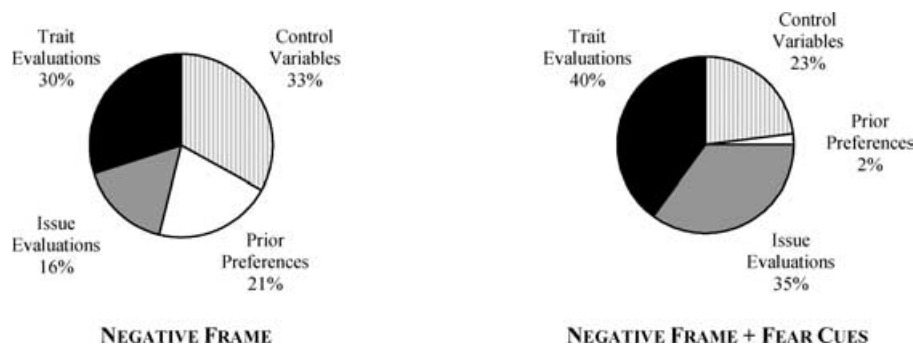 Trait
Evaluations
30%
Control
Variables
33%
Issue
Evaluations
16%
Prior
Preferences
21%
NEGATIVE FRAME
Trait
Evaluations
40%
Control
Variables
23%
Prior
Preferences
2%
Issue
Evaluations
35%
NEGATIVE FRAME + FEAR CUES